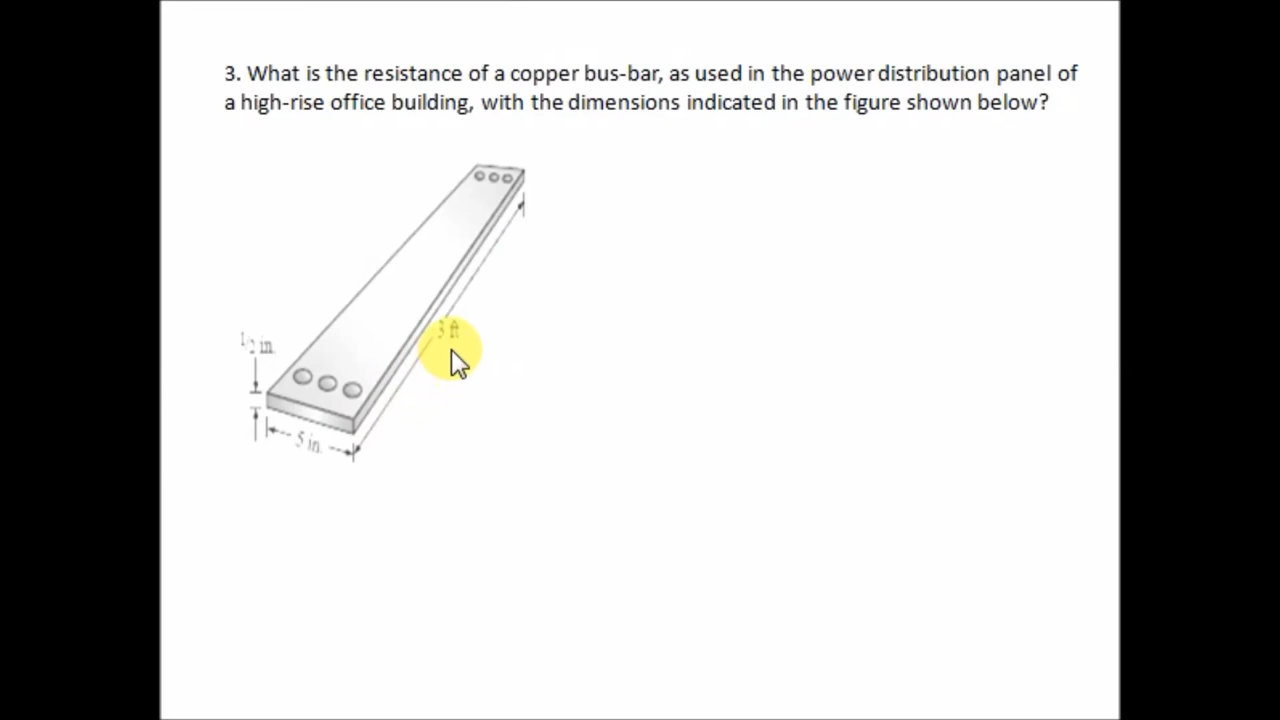 3. What is the resistance of a copper bus-bar, as used in the power distribution panel of
a high-rise office building, with the dimensions indicated in the figure shown below?
3 ft
1/2 in.
5 in.